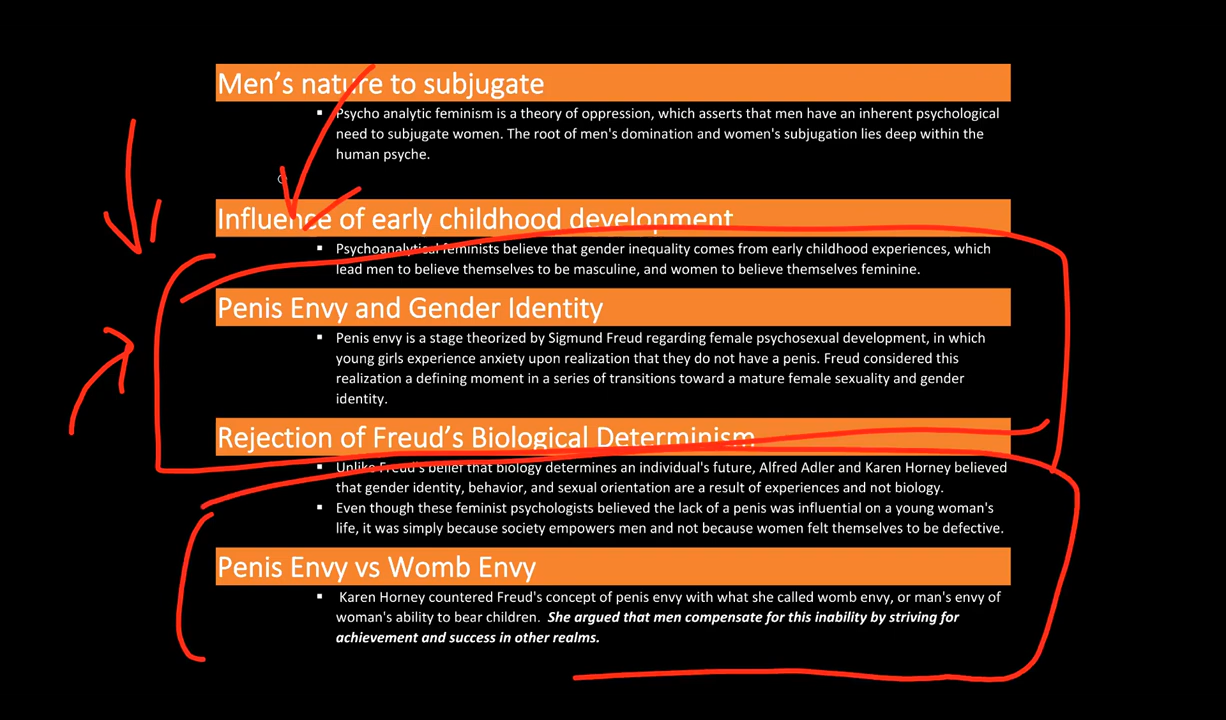 Men’s nature to subjugate
▪ Psycho analytic feminism is a theory of oppression, which asserts that men have an inherent psychological
need to subjugate women. The root of men's domination and women's subjugation lies deep within the
human psyche.
Influence of early childhood development
▪ Psychoanalytical feminists believe that gender inequality comes from early childhood experiences, which
lead men to believe themselves to be masculine, and women to believe themselves feminine.
Penis Envy and Gender Identity
▪ Penis envy is a stage theorized by Sigmund Freud regarding female psychosexual development, in which
young girls experience anxiety upon realization that they do not have a penis. Freud considered this
realization a defining moment in a series of transitions toward a mature female sexuality and gender
identity.
Rejection of Freud’s Biological Determinism
▪ Unlike Freud's belief that biology determines an individual's future, Alfred Adler and Karen Horney believed
that gender identity, behavior, and sexual orientation are a result of experiences and not biology.
▪ Even though these feminist psychologists believed the lack of a penis was influential on a young woman's
life, it was simply because society empowers men and not because women felt themselves to be defective.
Penis Envy vs Womb Envy
▪ Karen Horney countered Freud's concept of penis envy with what she called womb envy, or man's envy of
woman's ability to bear children. She argued that men compensate for this inability by striving for
achievement and success in other realms.